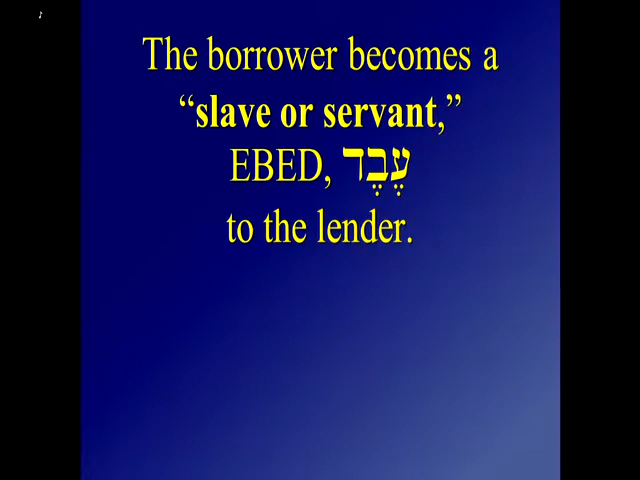 The borrower becomes a
“slave or servant,”
EBED, עֶבֶד
to the lender.